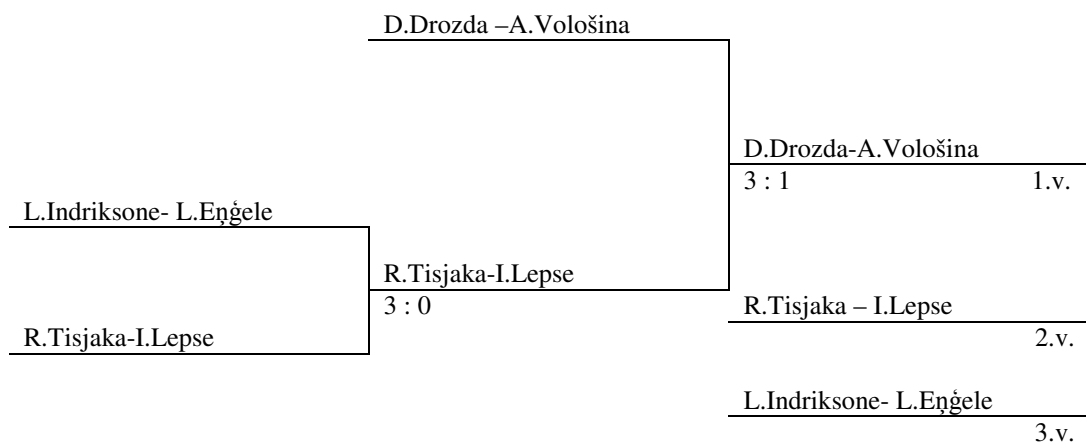 D.Drozda –A.Vološina
D.Drozda-A.Vološina
3 : 1 1.v.
L.Indriksone- L.Eņģele
R.Tisjaka-I.Lepse
3 : 0
R.Tisjaka – I.Lepse
R.Tisjaka-I.Lepse
2.v.
L.Indriksone- L.Eņģele
3.v.